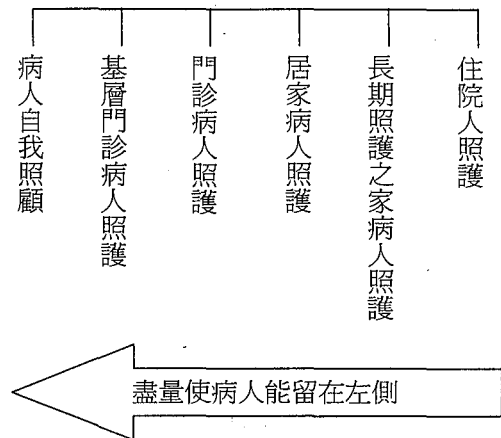 病人自我照顧
基層門診病人照護
門診病人照護
居家病人照護
長期照護之家病人照護
住院人照護
盡量使病人能留在左側